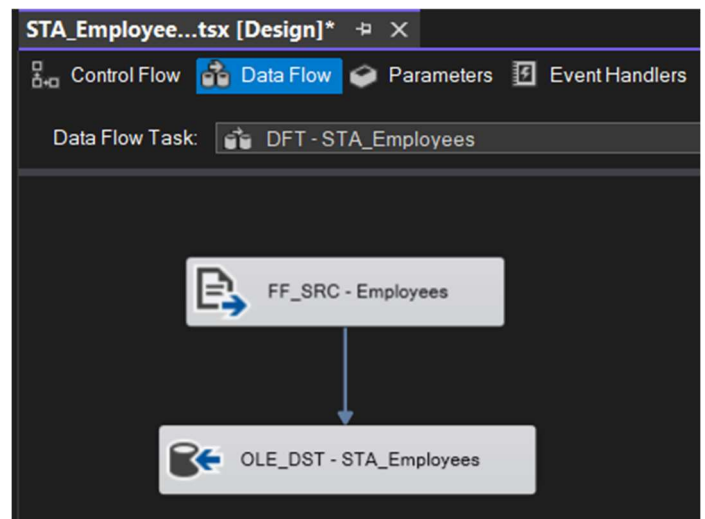 STA_Employee...tsx [Design]*
Control Flow Data Flow Parameters Event Handlers
Data Flow Task: DFT - STA_Employees
FF_SRC - Employees
OLE_DST - STA_Employees